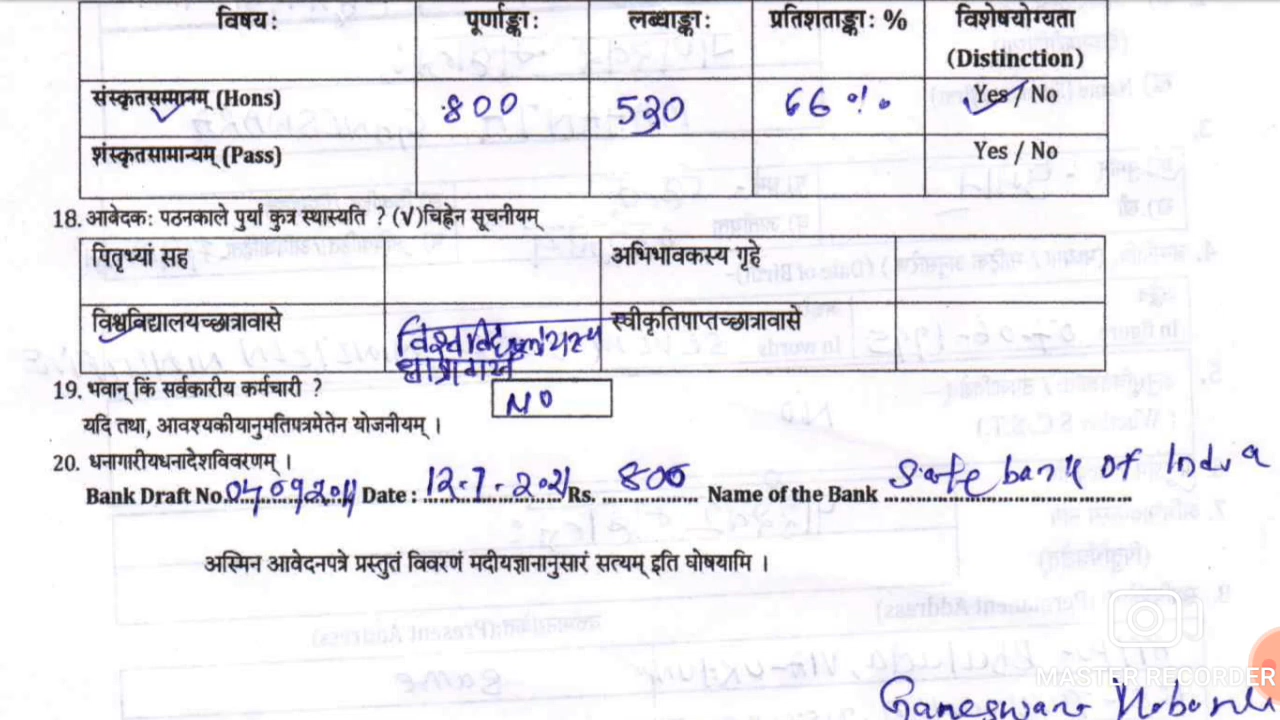 विषयः पूर्णाङ्काः लब्धाङ्काः प्रतिशताङ्काः % विशेषयोग्यता
(Distinction)
संस्कृतसम्मानम् (Hons) 800 530 66 % Yes / No
शंस्कृतसामान्यम् (Pass) Yes / No
18. आवेदकः पठनकाले पुर्यां कुत्र स्थास्यति ? (√)चिह्नेन सूचनीयम्
पितृभ्यां सह अभिभावकस्य गृहे
विश्वविद्यालयच्छात्रावासे स्वीकृतिपाप्तच्छात्रावासे
19. भवान् किं सर्वकारीय कर्मचारी ? NO
यदि तथा, आवश्यकीयानुमतिपत्रमेतेन योजनीयम् ।
20. धनागारीयधनादेशविवरणम् ।
Bank Draft No. Date : 12.7.2021 Rs. 800 Name of the Bank State bank of India
अस्मिन आवेदनपत्रे प्रस्तुतं विवरणं मदीयज्ञानानुसारं सत्यम् इति घोषयामि ।
MASTER RECORDER